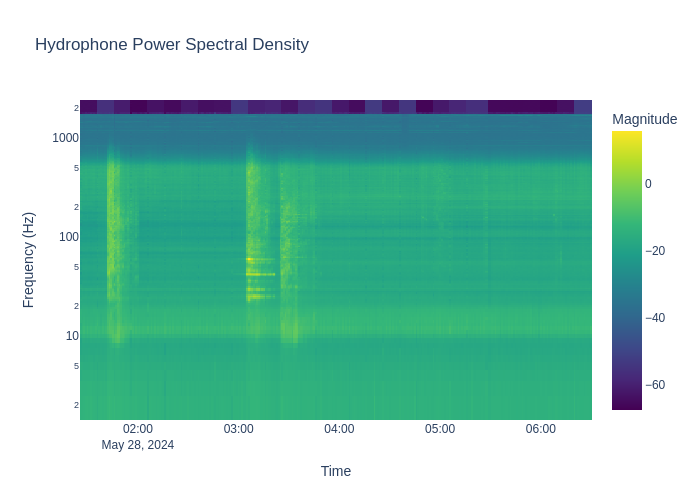 Hydrophone Power Spectral Density
Magnitude
2
1000
5
2
100
5
2
10
5
2
Frequency (Hz)
0
−20
−40
−60
02:00 03:00 04:00 05:00 06:00
May 28, 2024
Time